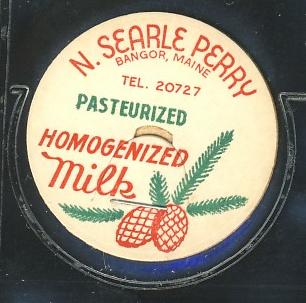 N. SEARLE PERRY
BANGOR, MAINE
TEL. 20727
PASTEURIZED
HOMOGENIZED
Milk